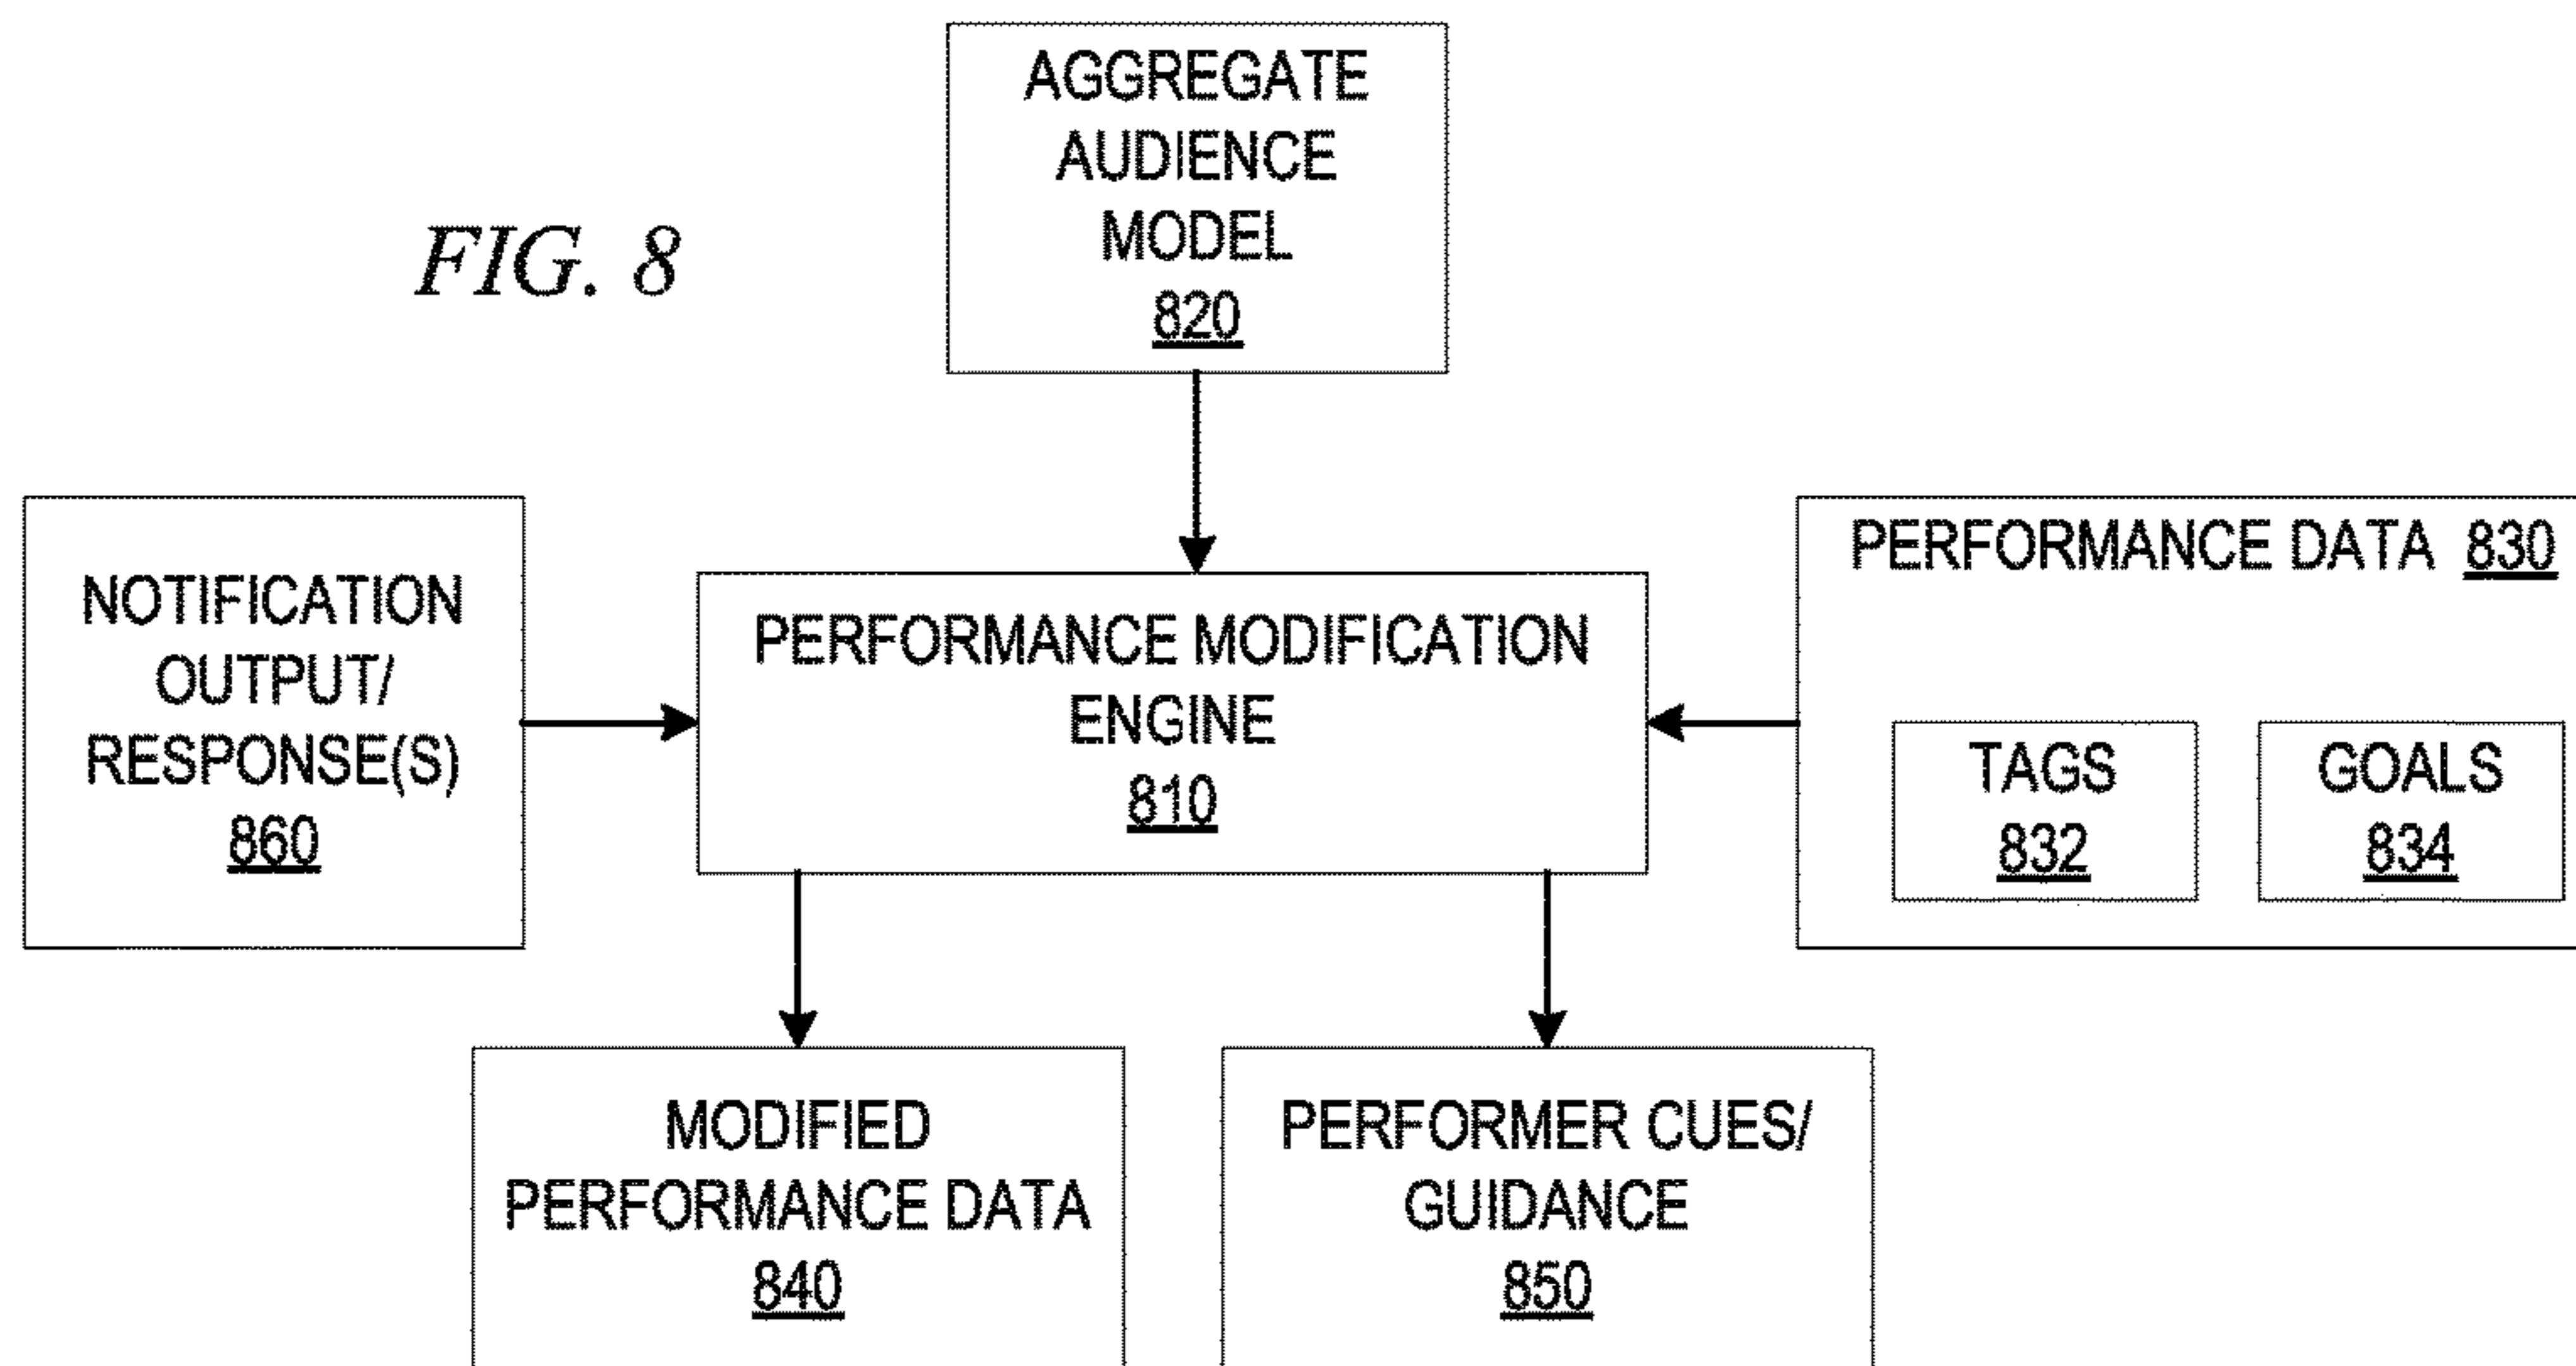 FIG. 8
AGGREGATE
AUDIENCE
MODEL
820
NOTIFICATION
OUTPUT/
RESPONSE(S)
860
PERFORMANCE MODIFICATION
ENGINE
810
PERFORMANCE DATA 830
TAGS
832
GOALS
834
MODIFIED
PERFORMANCE DATA
840
PERFORMER CUES/
GUIDANCE
850